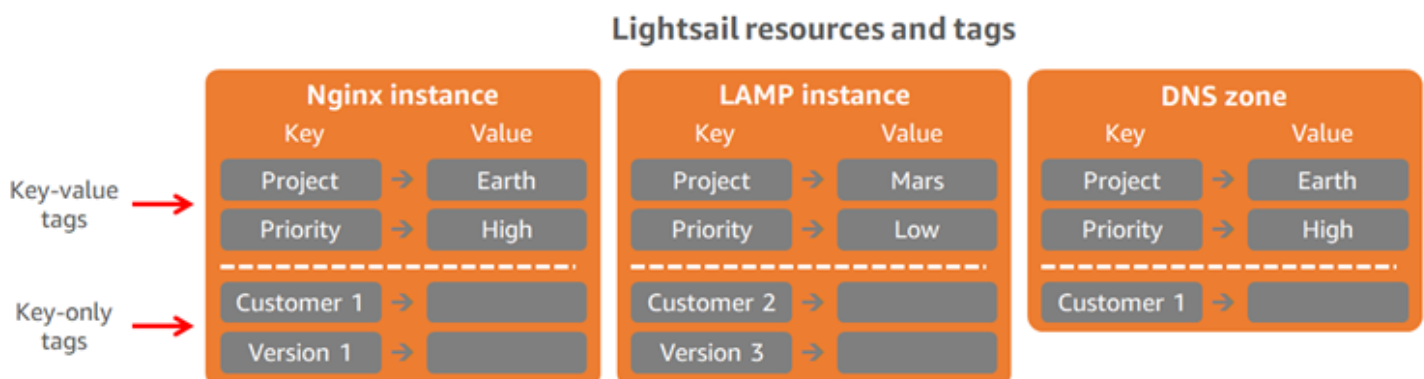 Lightsail resources and tags
Nginx instance
Key Value
Project → Earth
Priority → High
Customer 1 →
Version 1 →
LAMP instance
Key Value
Project → Mars
Priority → Low
Customer 2 →
Version 3 →
DNS zone
Key Value
Project → Earth
Priority → High
Customer 1 →
Key-value
tags
Key-only
tags